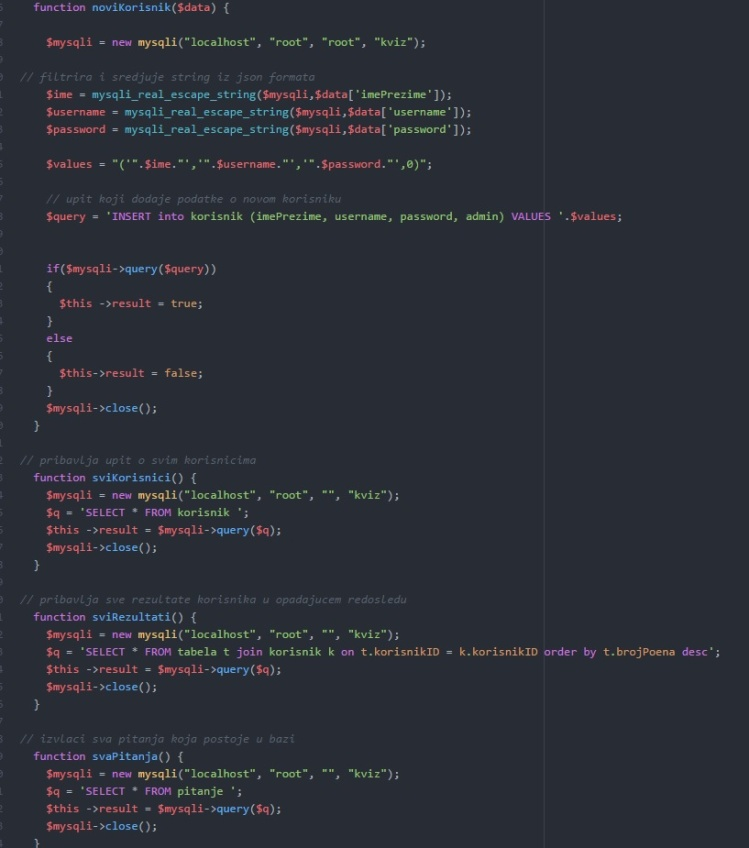 function noviKorisnik($data) {
$mysqli = new mysqli("localhost", "root", "root", "kviz");
// filtrira i sredjuje string iz json formata
$ime = mysqli_real_escape_string($mysqli,$data['imePrezime']);
$username = mysqli_real_escape_string($mysqli,$data['username']);
$password = mysqli_real_escape_string($mysqli,$data['password']);
$values = "('".$ime."','".$username."','".$password."',0)";
// upit koji dodaje podatke o novom korisniku
$query = 'INSERT into korisnik (imePrezime, username, password, admin) VALUES '.$values;
if($mysqli->query($query))
{
$this ->result = true;
}
else
{
$this->result = false;
}
$mysqli->close();
}
// pribavlja upit o svim korisnicima
function sviKorisnici() {
$mysqli = new mysqli("localhost", "root", "", "kviz");
$q = 'SELECT * FROM korisnik ';
$this ->result = $mysqli->query($q);
$mysqli->close();
}
// pribavlja sve rezultate korisnika u opadajucem redosledu
function sviRezultati() {
$mysqli = new mysqli("localhost", "root", "", "kviz");
$q = 'SELECT * FROM tabela t join korisnik k on t.korisnikID = k.korisnikID order by t.brojPoena desc';
$this ->result = $mysqli->query($q);
$mysqli->close();
}
// izvlaci sva pitanja koja postoje u bazi
function svaPitanja() {
$mysqli = new mysqli("localhost", "root", "", "kviz");
$q = 'SELECT * FROM pitanje ';
$this ->result = $mysqli->query($q);
$mysqli->close();
}